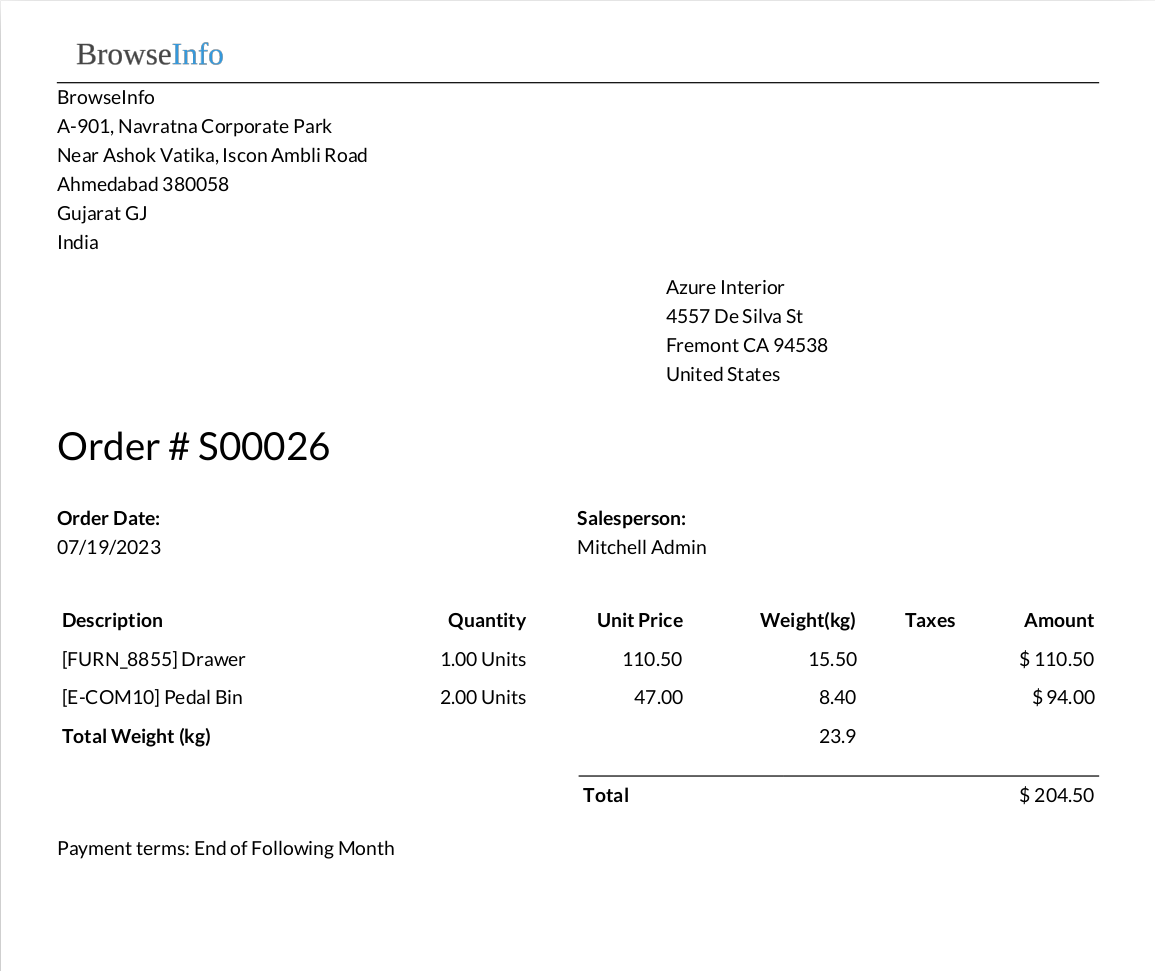 BrowseInfo
BrowseInfo
A-901, Navratna Corporate Park
Near Ashok Vatika, Iscon Ambli Road
Ahmedabad 380058
Gujarat GJ
India
Azure Interior
4557 De Silva St
Fremont CA 94538
United States
Order # S00026
Order Date: Salesperson:
07/19/2023 Mitchell Admin
Description Quantity Unit Price Weight(kg) Taxes Amount
[FURN_8855] Drawer 1.00 Units 110.50 15.50 $ 110.50
[E-COM10] Pedal Bin 2.00 Units 47.00 8.40 $ 94.00
Total Weight (kg) 23.9
Total $ 204.50
Payment terms: End of Following Month